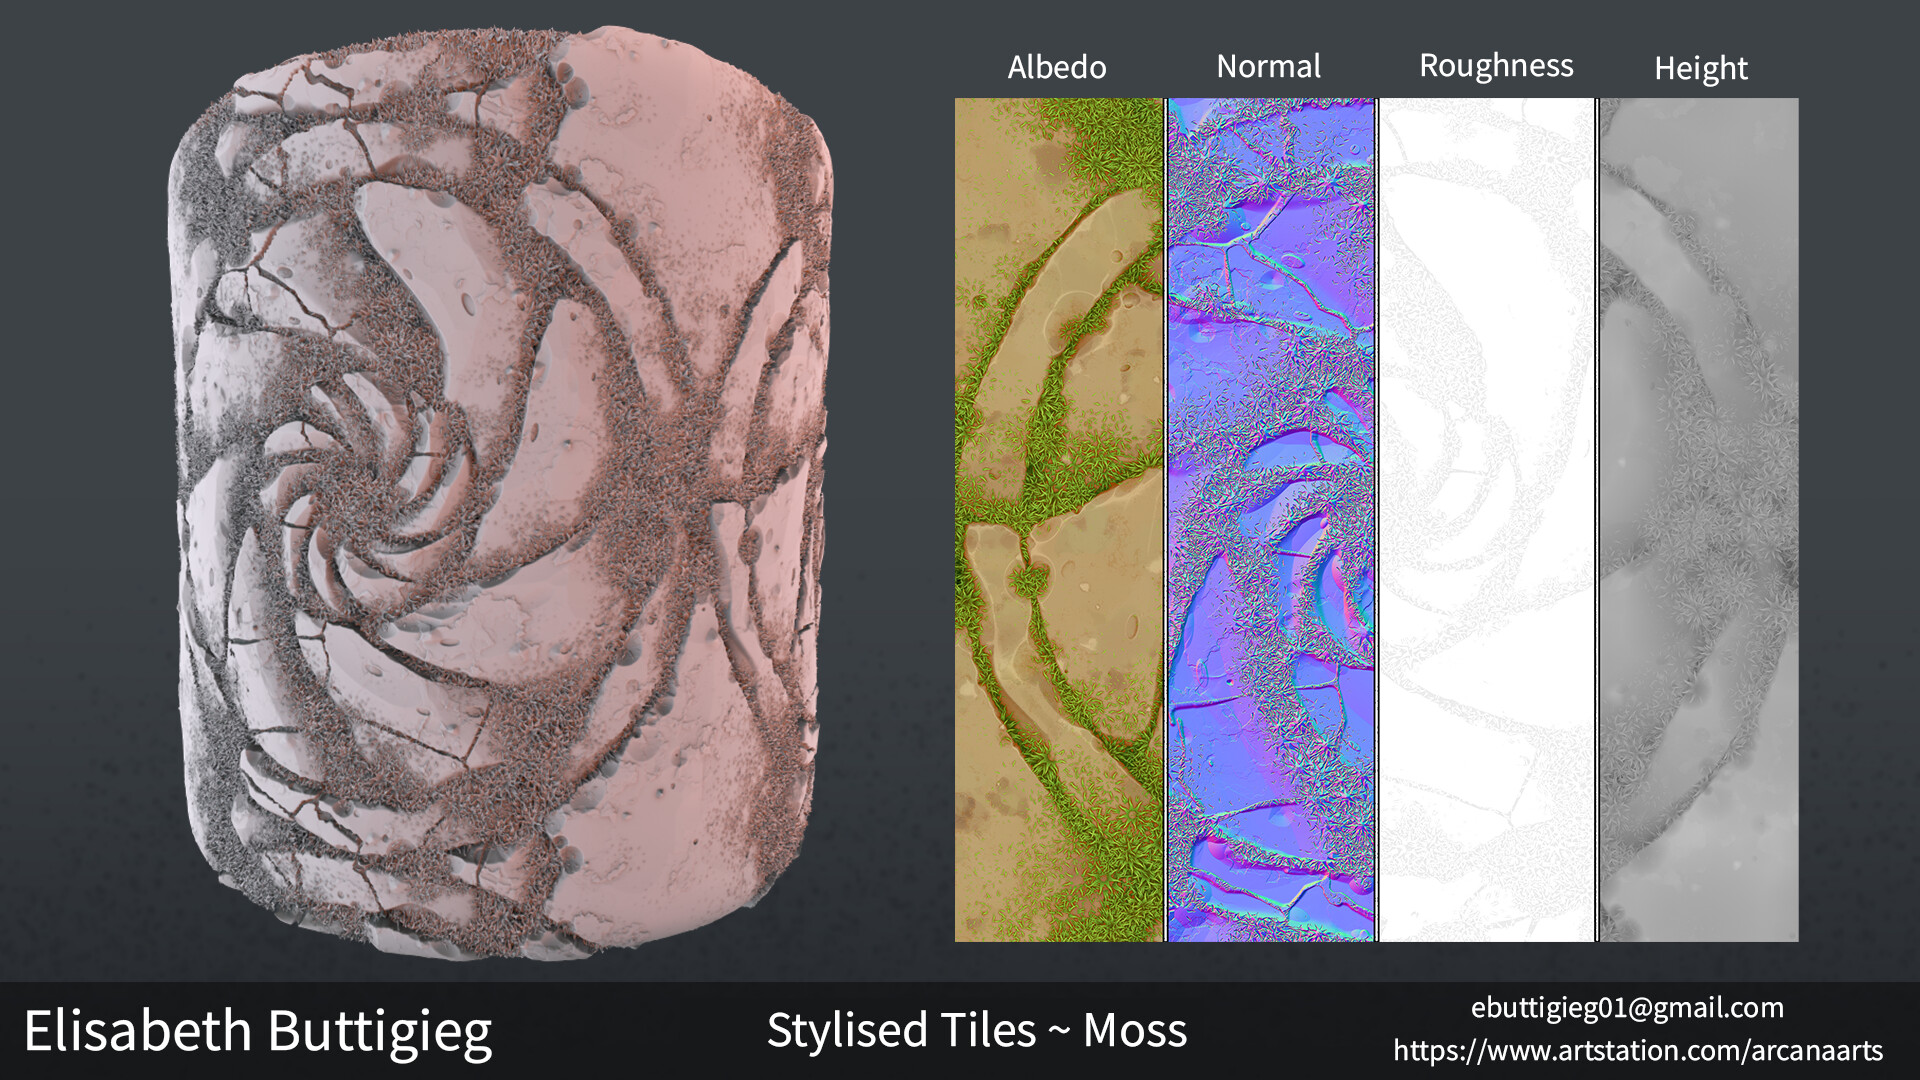 Albedo
Normal
Roughness
Height
Elisabeth Buttigieg
Stylised Tiles ~ Moss
ebuttigieg01@gmail.com
https://www.artstation.com/arcanaarts